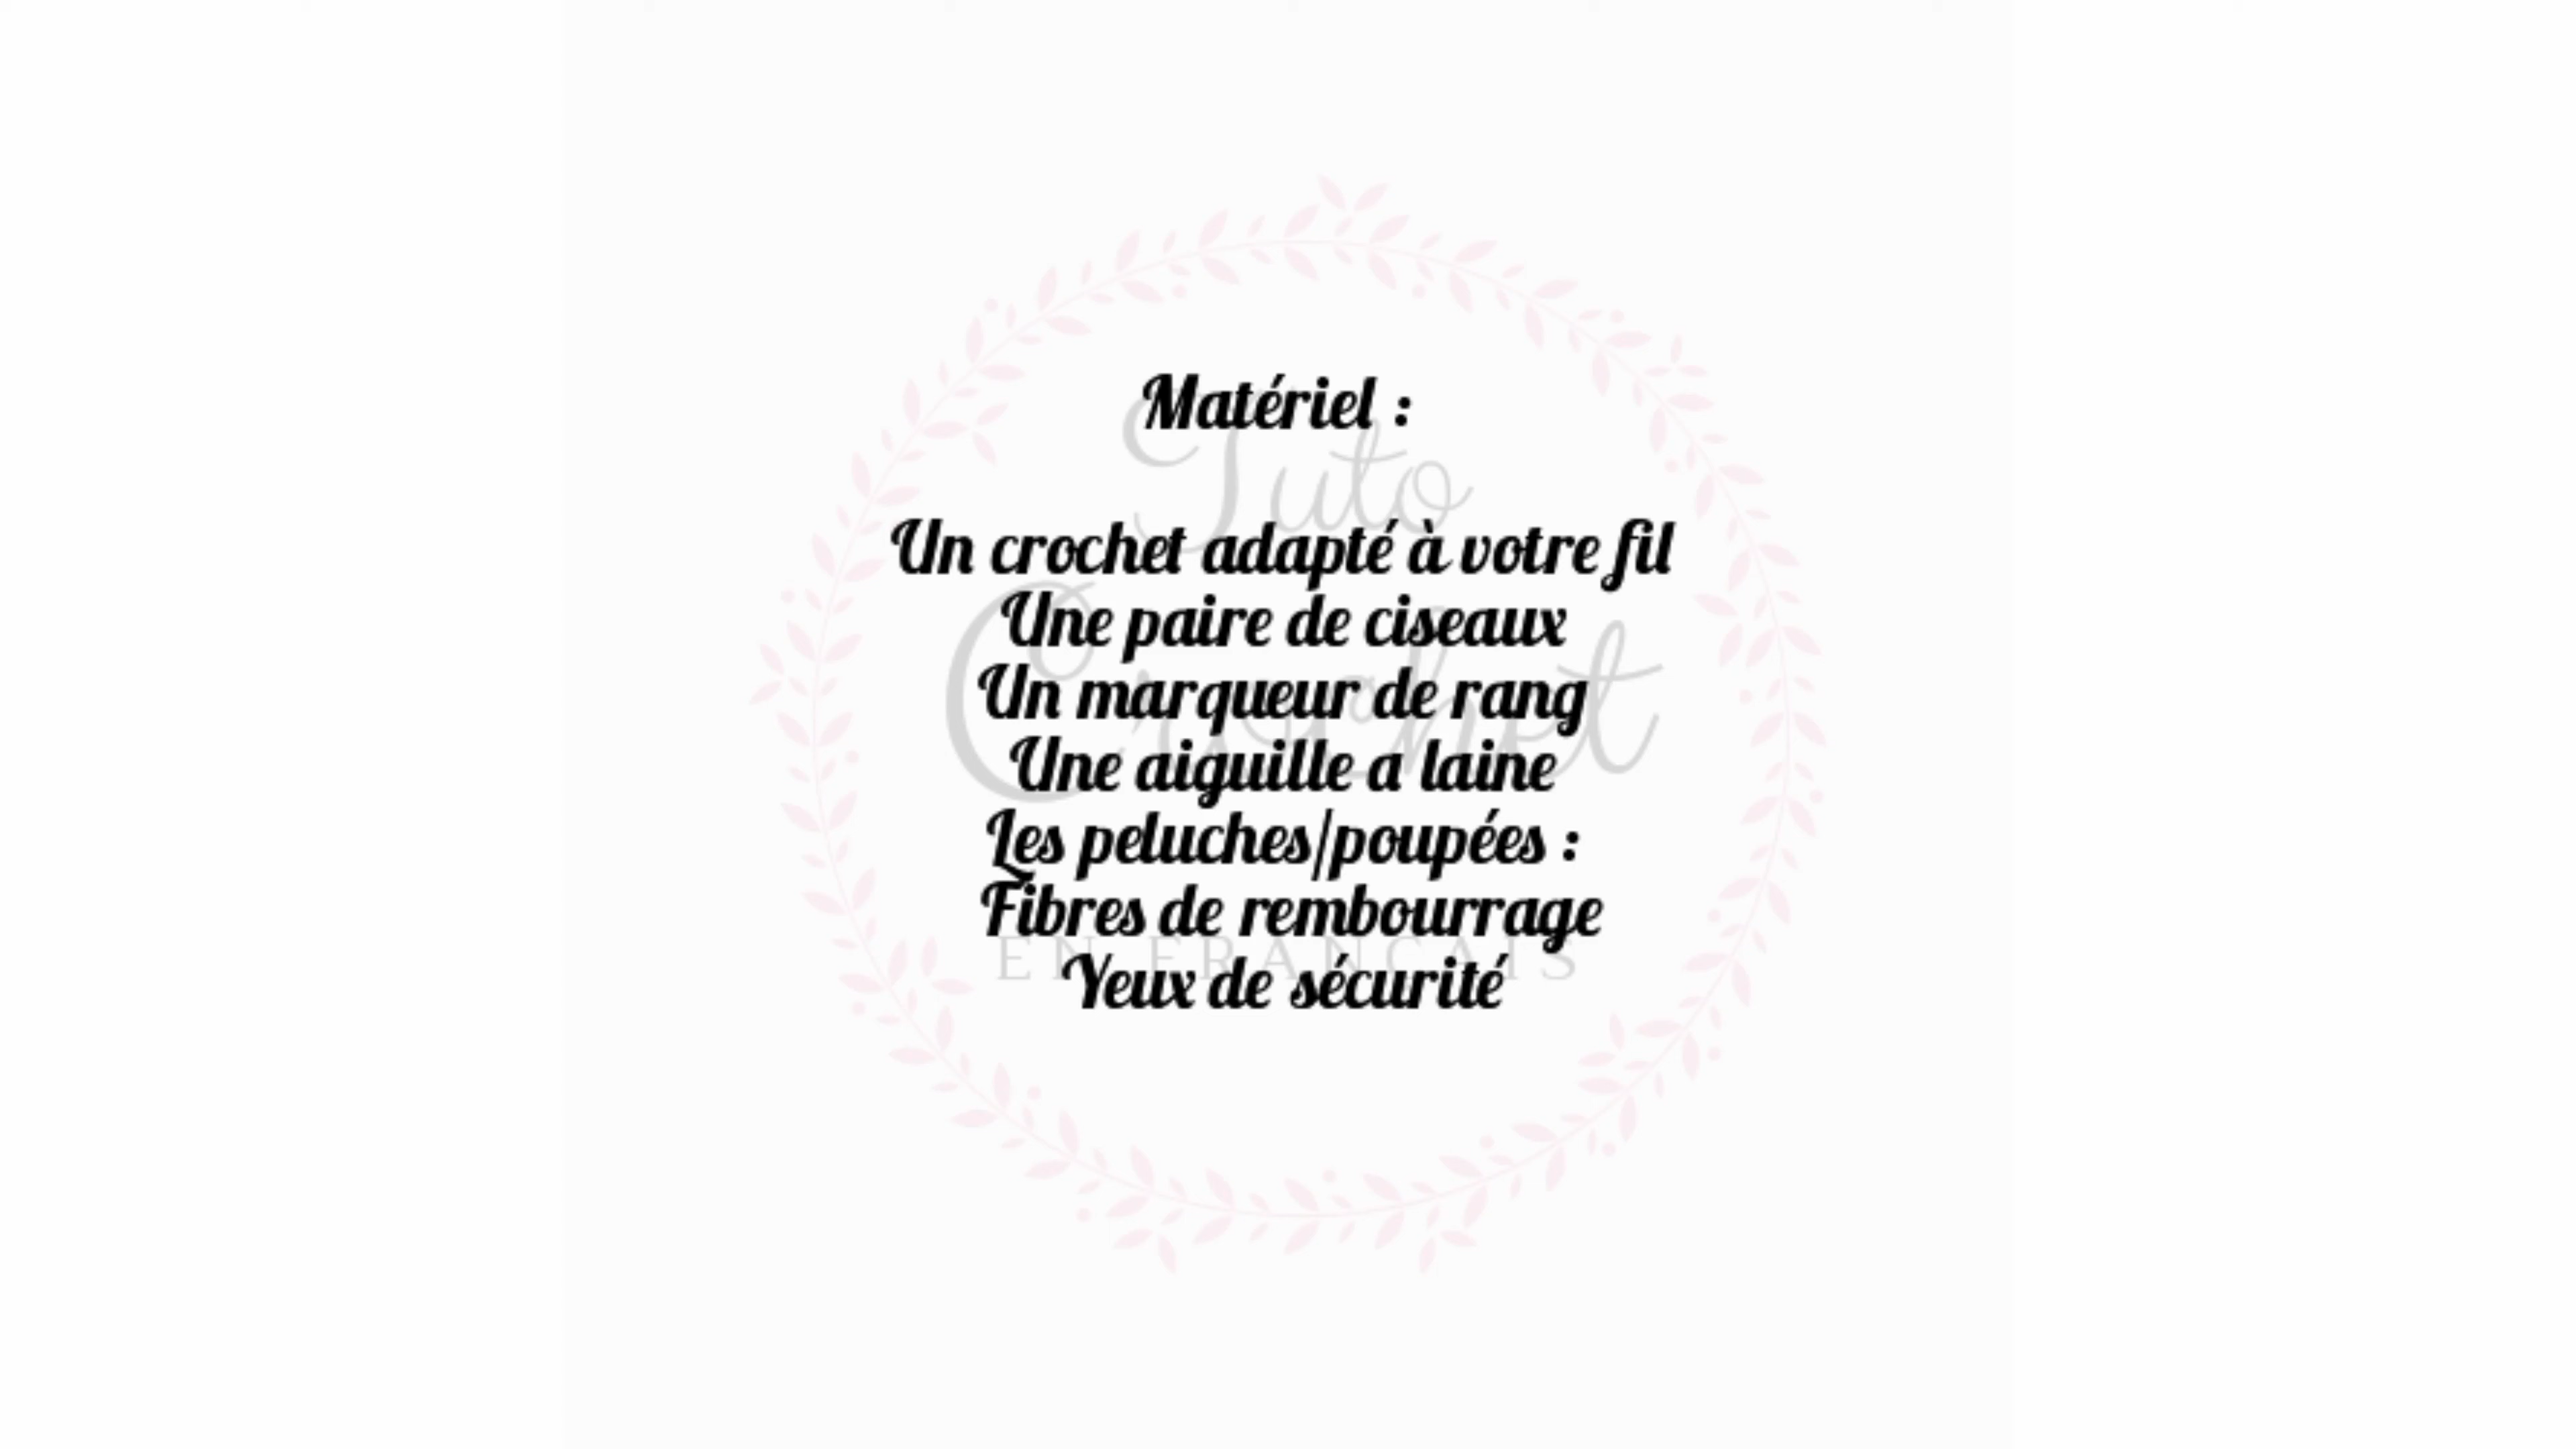 Matériel :
Tuto
Un crochet adapté à votre fil
Une paire de ciseaux
Crochet
Un marqueur de rang
Une aiguille a laine
Les peluches/poupées :
Fibres de rembourrage
EN FRANCAIS
Yeux de sécurité